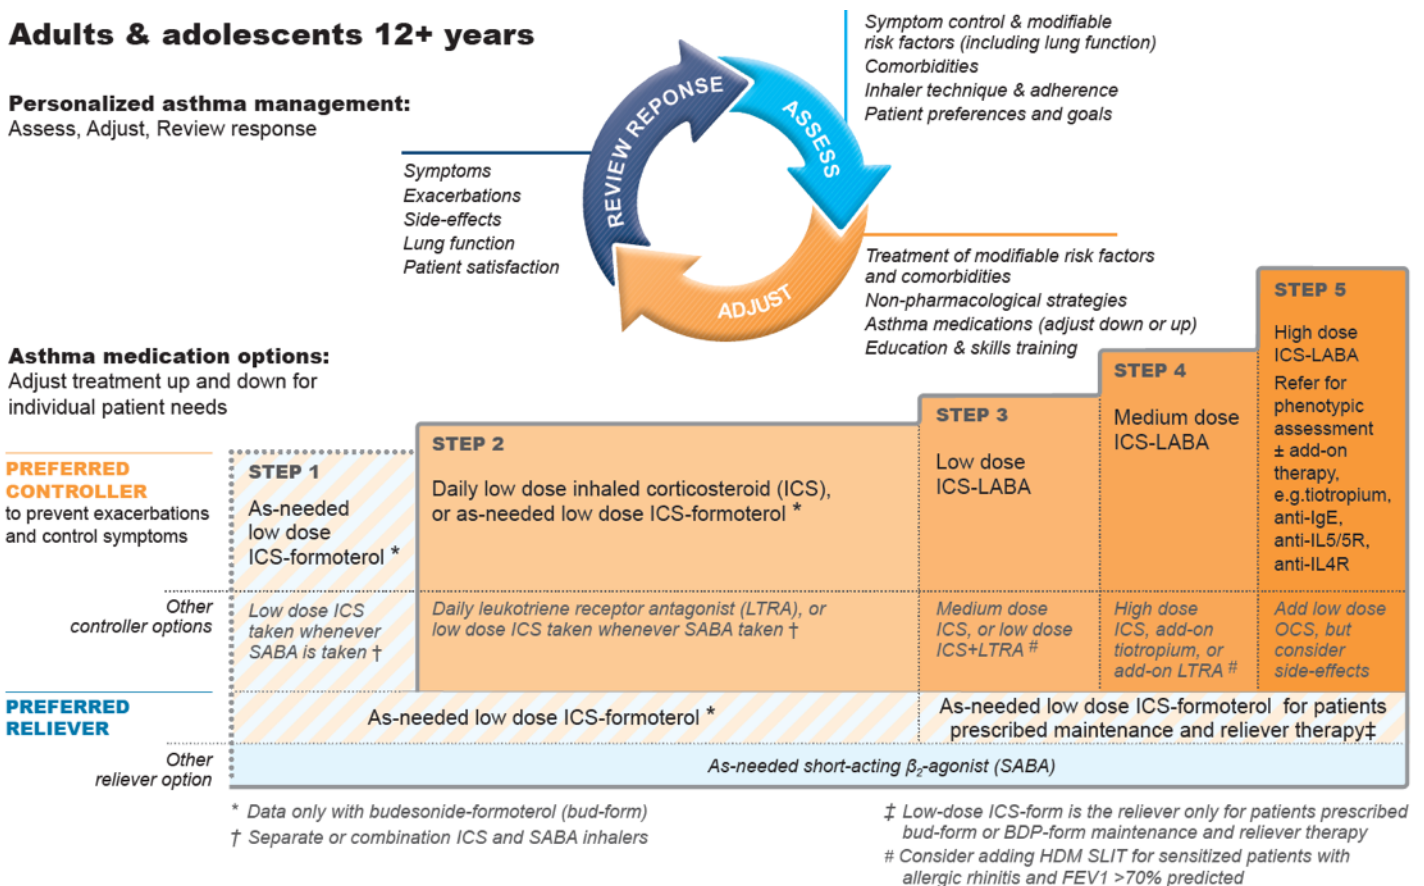 Adults & adolescents 12+ years
Personalized asthma management:
Assess, Adjust, Review response
REVIEW REPONSE
ASSESS
ADJUST
Symptom control & modifiable
risk factors (including lung function)
Comorbidities
Inhaler technique & adherence
Patient preferences and goals
Symptoms
Exacerbations
Side-effects
Lung function
Patient satisfaction
Treatment of modifiable risk factors
and comorbidities
Non-pharmacological strategies
Asthma medications (adjust down or up)
Education & skills training
Asthma medication options:
Adjust treatment up and down for
individual patient needs
PREFERRED
CONTROLLER
to prevent exacerbations
and control symptoms
STEP 1
As-needed
low dose
ICS-formoterol *
STEP 2
Daily low dose inhaled corticosteroid (ICS),
or as-needed low dose ICS-formoterol *
STEP 3
Low dose
ICS-LABA
STEP 4
Medium dose
ICS-LABA
STEP 5
High dose
ICS-LABA
Refer for
phenotypic
assessment
± add-on
therapy,
e.g.tiotropium,
anti-IgE,
anti-IL5/5R,
anti-IL4R
Other
controller options
Low dose ICS
taken whenever
SABA is taken †
Daily leukotriene receptor antagonist (LTRA), or
low dose ICS taken whenever SABA taken †
Medium dose
ICS, or low dose
ICS+LTRA #
High dose
ICS, add-on
tiotropium, or
add-on LTRA #
Add low dose
OCS, but
consider
side-effects
PREFERRED
RELIEVER
As-needed low dose ICS-formoterol *
As-needed low dose ICS-formoterol for patients
prescribed maintenance and reliever therapy‡
Other
reliever option
As-needed short-acting β2-agonist (SABA)
* Data only with budesonide-formoterol (bud-form)
† Separate or combination ICS and SABA inhalers
‡ Low-dose ICS-form is the reliever only for patients prescribed
bud-form or BDP-form maintenance and reliever therapy
# Consider adding HDM SLIT for sensitized patients with
allergic rhinitis and FEV1 >70% predicted